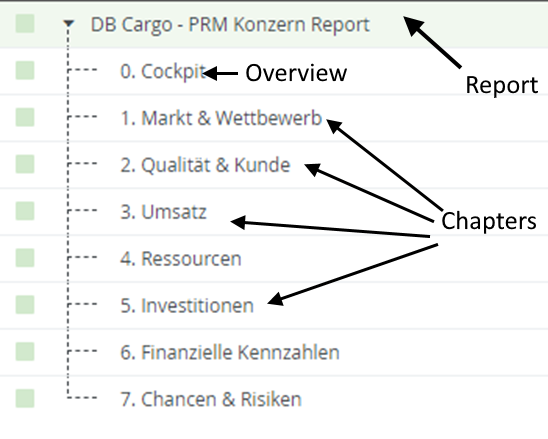 DB Cargo - PRM Konzern Report
Report
0. Cockpit
Overview
1. Markt & Wettbewerb
2. Qualität & Kunde
3. Umsatz
Chapters
4. Ressourcen
5. Investitionen
6. Finanzielle Kennzahlen
7. Chancen & Risiken